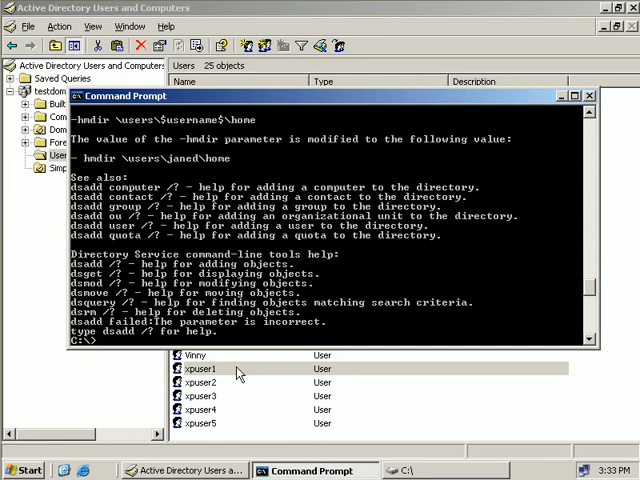 Active Directory Users and Computers
File Action View Window Help
Active Directory Users and Computers
Users 25 objects
Saved Queries
Name Type Description
testdom
Command Prompt
Built
-hmdir \users\$username$\home
Com
Dom
The value of the -hmdir parameter is modified to the following value:
Fore
User
- hmdir \users\janed\home
Simp
See also:
dsadd computer /? - help for adding a computer to the directory.
dsadd contact /? - help for adding a contact to the directory.
dsadd group /? - help for adding a group to the directory.
dsadd ou /? - help for adding an organizational unit to the directory.
dsadd user /? - help for adding a user to the directory.
dsadd quota /? - help for adding a quota to the directory.
Directory Service command-line tools help:
dsadd /? - help for adding objects.
dsget /? - help for displaying objects.
dsmod /? - help for modifying objects.
dsmove /? - help for moving objects.
dsquery /? - help for finding objects matching search criteria.
dsrm /? - help for deleting objects.
dsadd failed:The parameter is incorrect.
type dsadd /? for help.
C:\>
Vinny User
xpuser1 User
xpuser2 User
xpuser3 User
xpuser4 User
xpuser5 User
Start Active Directory Users a... Command Prompt C:\ 3:33 PM